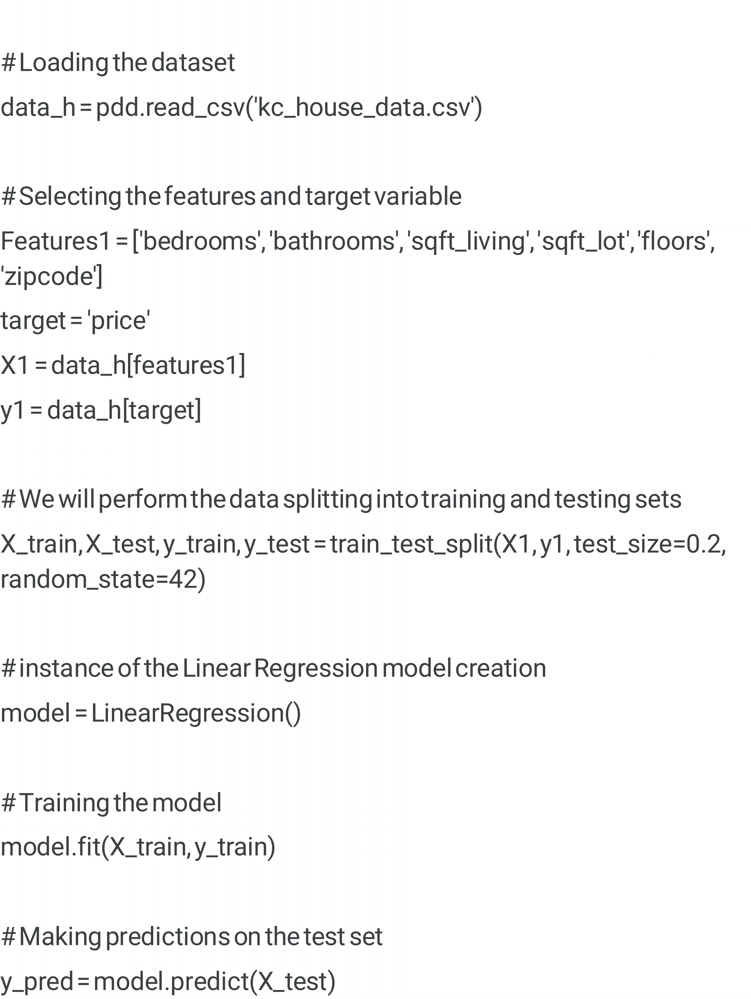 # Loading the dataset
data_h = pdd.read_csv('kc_house_data.csv')
# Selecting the features and target variable
Features1 = ['bedrooms', 'bathrooms', 'sqft_living', 'sqft_lot', 'floors',
'zipcode']
target = 'price'
X1 = data_h[features1]
y1 = data_h[target]
# We will perform the data splitting into training and testing sets
X_train, X_test, y_train, y_test = train_test_split(X1, y1, test_size=0.2,
random_state=42)
# instance of the Linear Regression model creation
model = LinearRegression()
# Training the model
model.fit(X_train, y_train)
# Making predictions on the test set
y_pred = model.predict(X_test)